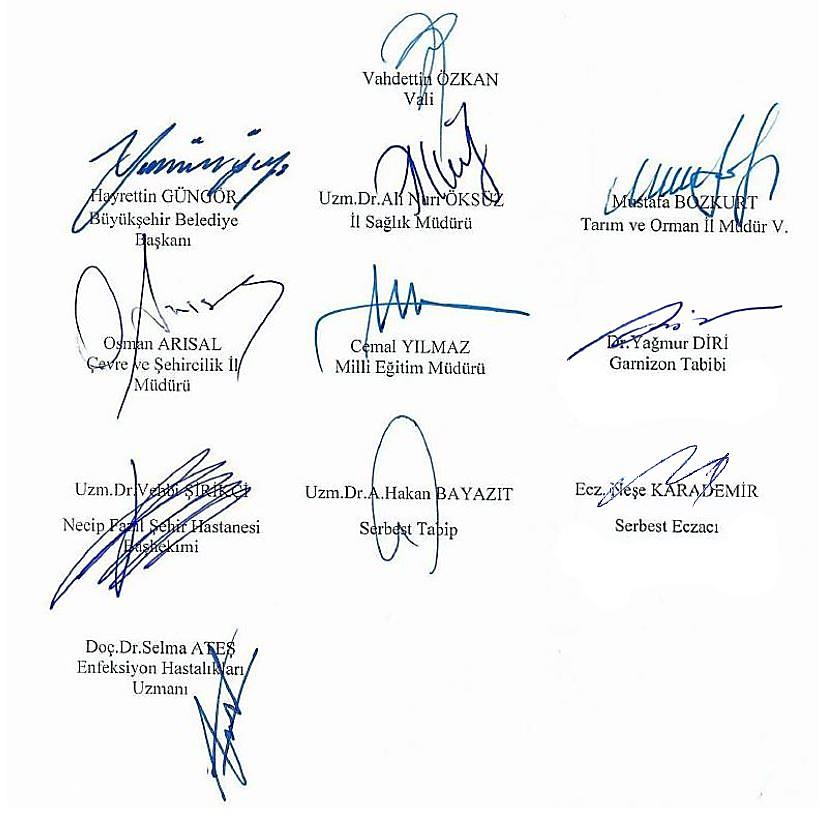 Vahdettin ÖZKAN
Vali
Hayrettin GÜNGÖR
Büyükşehir Belediye
Başkanı
Uzm.Dr.Ali Nuri ÖKSÜZ
İl Sağlık Müdürü
Mustafa BOZKURT
Tarım ve Orman İl Müdür V.
Osman ARISAL
Çevre ve Şehircilik İl
Müdürü
Cemal YILMAZ
Milli Eğitim Müdürü
Dr.Yağmur DİRİ
Garnizon Tabibi
Uzm.Dr.Vehbi ŞİRİKÇİ
Necip Fazıl Şehir Hastanesi
Başhekimi
Uzm.Dr.A.Hakan BAYAZIT
Serbest Tabip
Ecz. Neşe KARADEMİR
Serbest Eczacı
Doç.Dr.Selma ATEŞ
Enfeksiyon Hastalıkları
Uzmanı